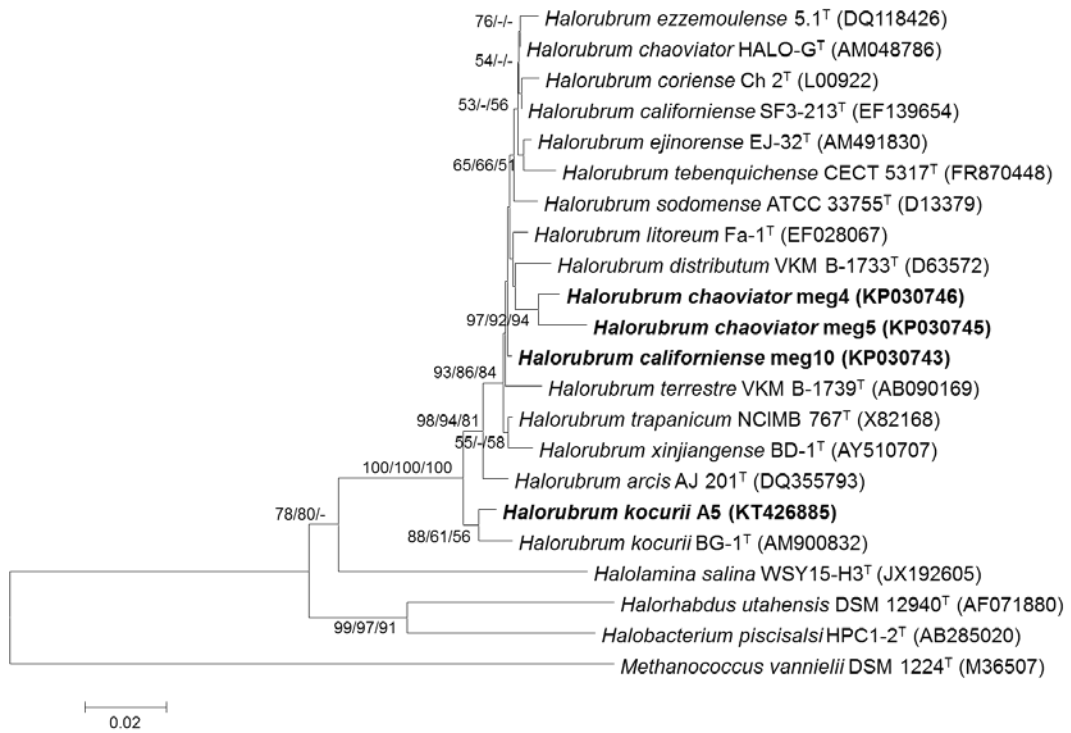 76/-/-
Halorubrum ezzemoulense 5.1ᵀ (DQ118426)
Halorubrum chaoviator HALO-Gᵀ (AM048786)
54/-/-
Halorubrum coriense Ch 2ᵀ (L00922)
53/-/56
Halorubrum californiense SF3-213ᵀ (EF139654)
Halorubrum ejinorense EJ-32ᵀ (AM491830)
65/66/51
Halorubrum tebenquichense CECT 5317ᵀ (FR870448)
Halorubrum sodomense ATCC 33755ᵀ (D13379)
Halorubrum litoreum Fa-1ᵀ (EF028067)
Halorubrum distributum VKM B-1733ᵀ (D63572)
Halorubrum chaoviator meg4 (KP030746)
97/92/94
Halorubrum chaoviator meg5 (KP030745)
Halorubrum californiense meg10 (KP030743)
93/86/84
Halorubrum terrestre VKM B-1739ᵀ (AB090169)
98/94/81
Halorubrum trapanicum NCIMB 767ᵀ (X82168)
55/-/58
Halorubrum xinjiangense BD-1ᵀ (AY510707)
100/100/100
Halorubrum arcis AJ 201ᵀ (DQ355793)
78/80/-
Halorubrum kocurii A5 (KT426885)
88/61/56
Halorubrum kocurii BG-1ᵀ (AM900832)
Halolamina salina WSY15-H3ᵀ (JX192605)
Halorhabdus utahensis DSM 12940ᵀ (AF071880)
99/97/91
Halobacterium piscisalsi HPC1-2ᵀ (AB285020)
Methanococcus vannielii DSM 1224ᵀ (M36507)
0.02